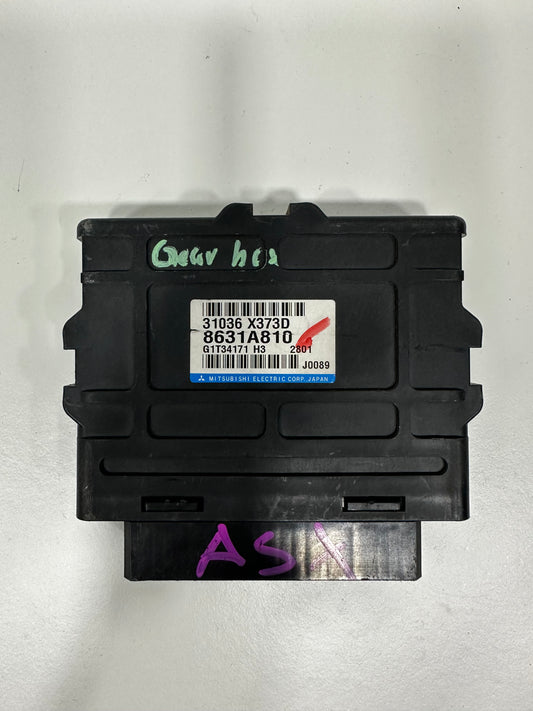 Gear box
31036 X373D
8631A810
G1T34171 H3 2801
J0089
MITSUBISHI ELECTRIC CORP. JAPAN
ASX